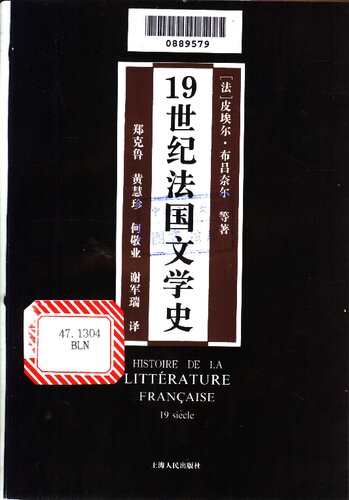 0889579
[法]皮埃尔·布吕奈尔 等著
19世纪法国文学史
郑克鲁 黄慧珍 何敬业 谢军瑞 译
47.1304
BLN
HISTOIRE DE LA
LITTÉRATURE
FRANÇAISE
19 siècle
上海人民出版社